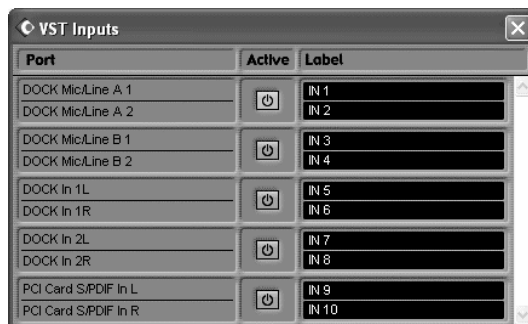 VST Inputs
Port Active Label
DOCK Mic/Line A 1 IN 1
DOCK Mic/Line A 2 IN 2
DOCK Mic/Line B 1 IN 3
DOCK Mic/Line B 2 IN 4
DOCK In 1L IN 5
DOCK In 1R IN 6
DOCK In 2L IN 7
DOCK In 2R IN 8
PCI Card S/PDIF In L IN 9
PCI Card S/PDIF In R IN 10